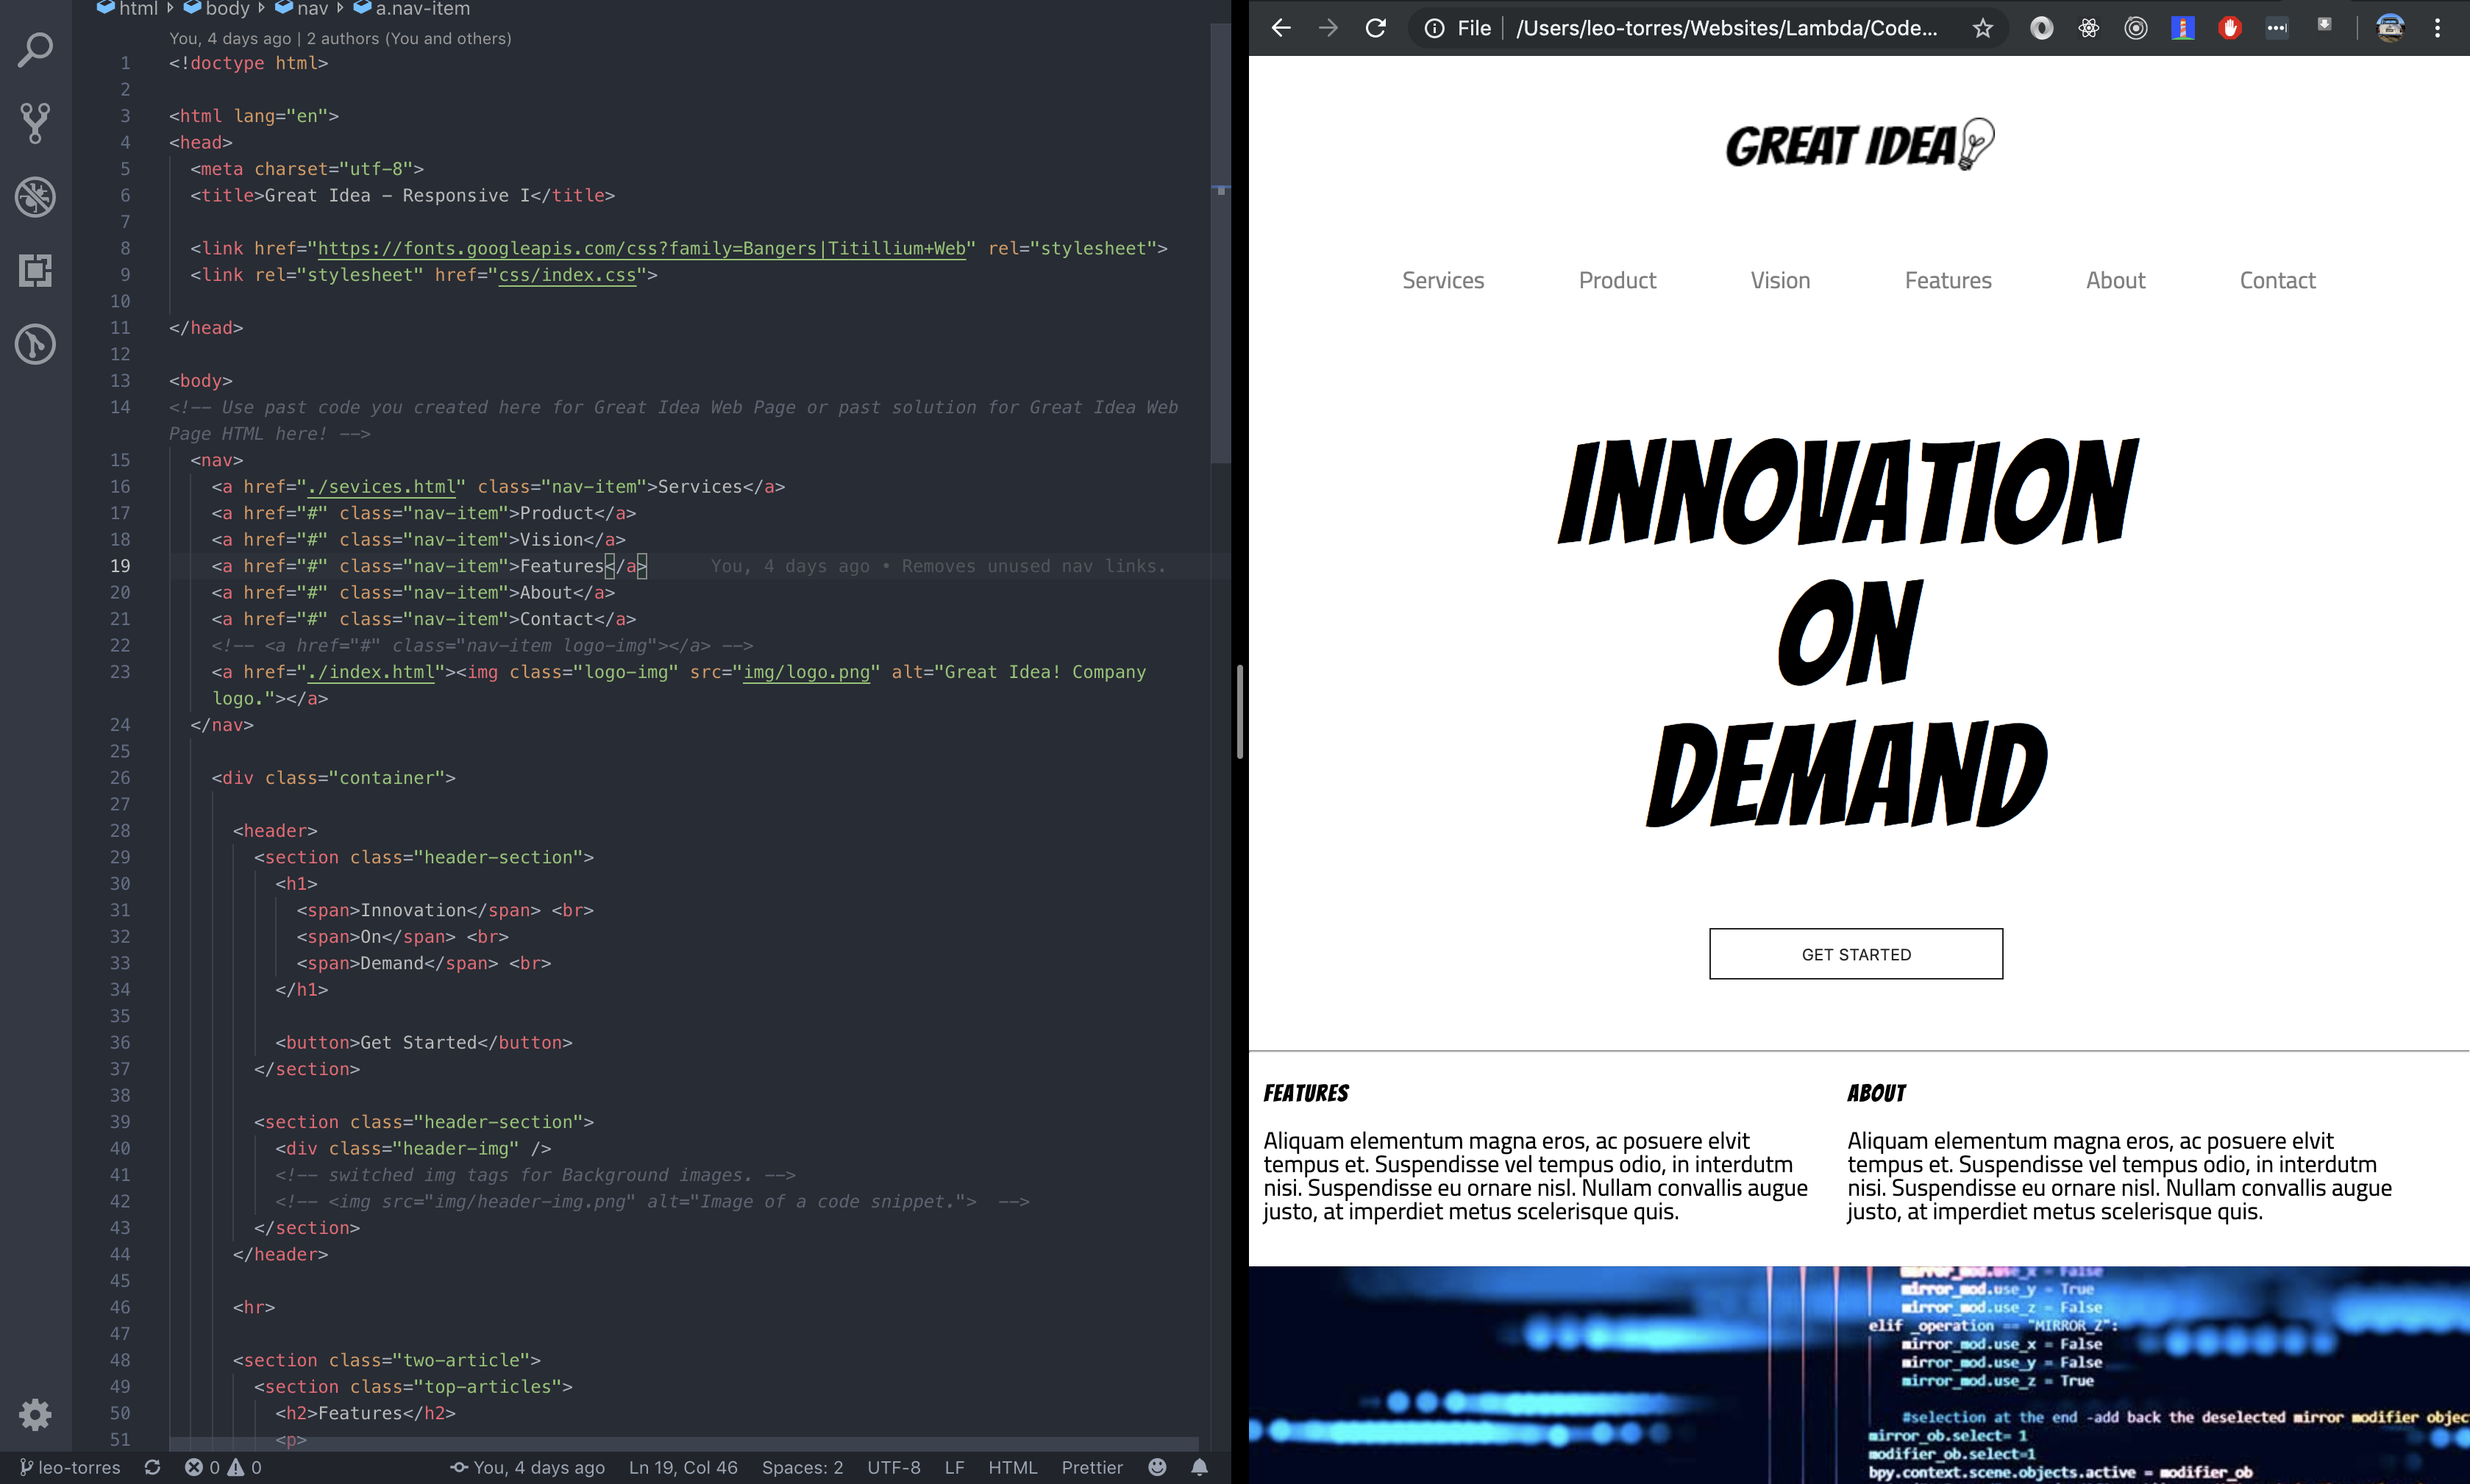 html body nav a.nav-item
You, 4 days ago | 2 authors (You and others)
1 <!doctype html>
2
3 <html lang="en">
4 <head>
5 <meta charset="utf-8">
6 <title>Great Idea - Responsive I</title>
7
8 <link href="https://fonts.googleapis.com/css?family=Bangers|Titillium+Web" rel="stylesheet">
9 <link rel="stylesheet" href="css/index.css">
10
11 </head>
12
13 <body>
14 <!-- Use past code you created here for Great Idea Web Page or past solution for Great Idea Web
Page HTML here! -->
15 <nav>
16 <a href="./sevices.html" class="nav-item">Services</a>
17 <a href="#" class="nav-item">Product</a>
18 <a href="#" class="nav-item">Vision</a>
19 <a href="#" class="nav-item">Features</a> You, 4 days ago • Removes unused nav links.
20 <a href="#" class="nav-item">About</a>
21 <a href="#" class="nav-item">Contact</a>
22 <!-- <a href="#" class="nav-item logo-img"></a> -->
23 <a href="./index.html"><img class="logo-img" src="img/logo.png" alt="Great Idea! Company
logo."></a>
24 </nav>
25
26 <div class="container">
27
28 <header>
29 <section class="header-section">
30 <h1>
31 <span>Innovation</span> <br>
32 <span>On</span> <br>
33 <span>Demand</span> <br>
34 </h1>
35
36 <button>Get Started</button>
37 </section>
38
39 <section class="header-section">
40 <div class="header-img" />
41 <!-- switched img tags for Background images. -->
42 <!-- <img src="img/header-img.png" alt="Image of a code snippet."> -->
43 </section>
44 </header>
45
46 <hr>
47
48 <section class="two-article">
49 <section class="top-articles">
50 <h2>Features</h2>
51 <p>
leo-torres 0 0 You, 4 days ago Ln 19, Col 46 Spaces: 2 UTF-8 LF HTML Prettier
File /Users/leo-torres/Websites/Lambda/Code...
GREAT IDEA
Services Product Vision Features About Contact
INNOVATION
ON
DEMAND
GET STARTED
FEATURES
Aliquam elementum magna eros, ac posuere elvit
tempus et. Suspendisse vel tempus odio, in interdutm
nisi. Suspendisse eu ornare nisl. Nullam convallis augue
justo, at imperdiet metus scelerisque quis.
ABOUT
Aliquam elementum magna eros, ac posuere elvit
tempus et. Suspendisse vel tempus odio, in interdutm
nisi. Suspendisse eu ornare nisl. Nullam convallis augue
justo, at imperdiet metus scelerisque quis.
mirror_mod.use_x = False
mirror_mod.use_y = True
mirror_mod.use_z = False
elif _operation == "MIRROR_Z":
mirror_mod.use_x = False
mirror_mod.use_y = False
mirror_mod.use_z = True
#selection at the end -add back the deselected mirror modifier objec
mirror_ob.select= 1
modifier_ob.select=1
bpy.context.scene.objects.active = modifier_ob